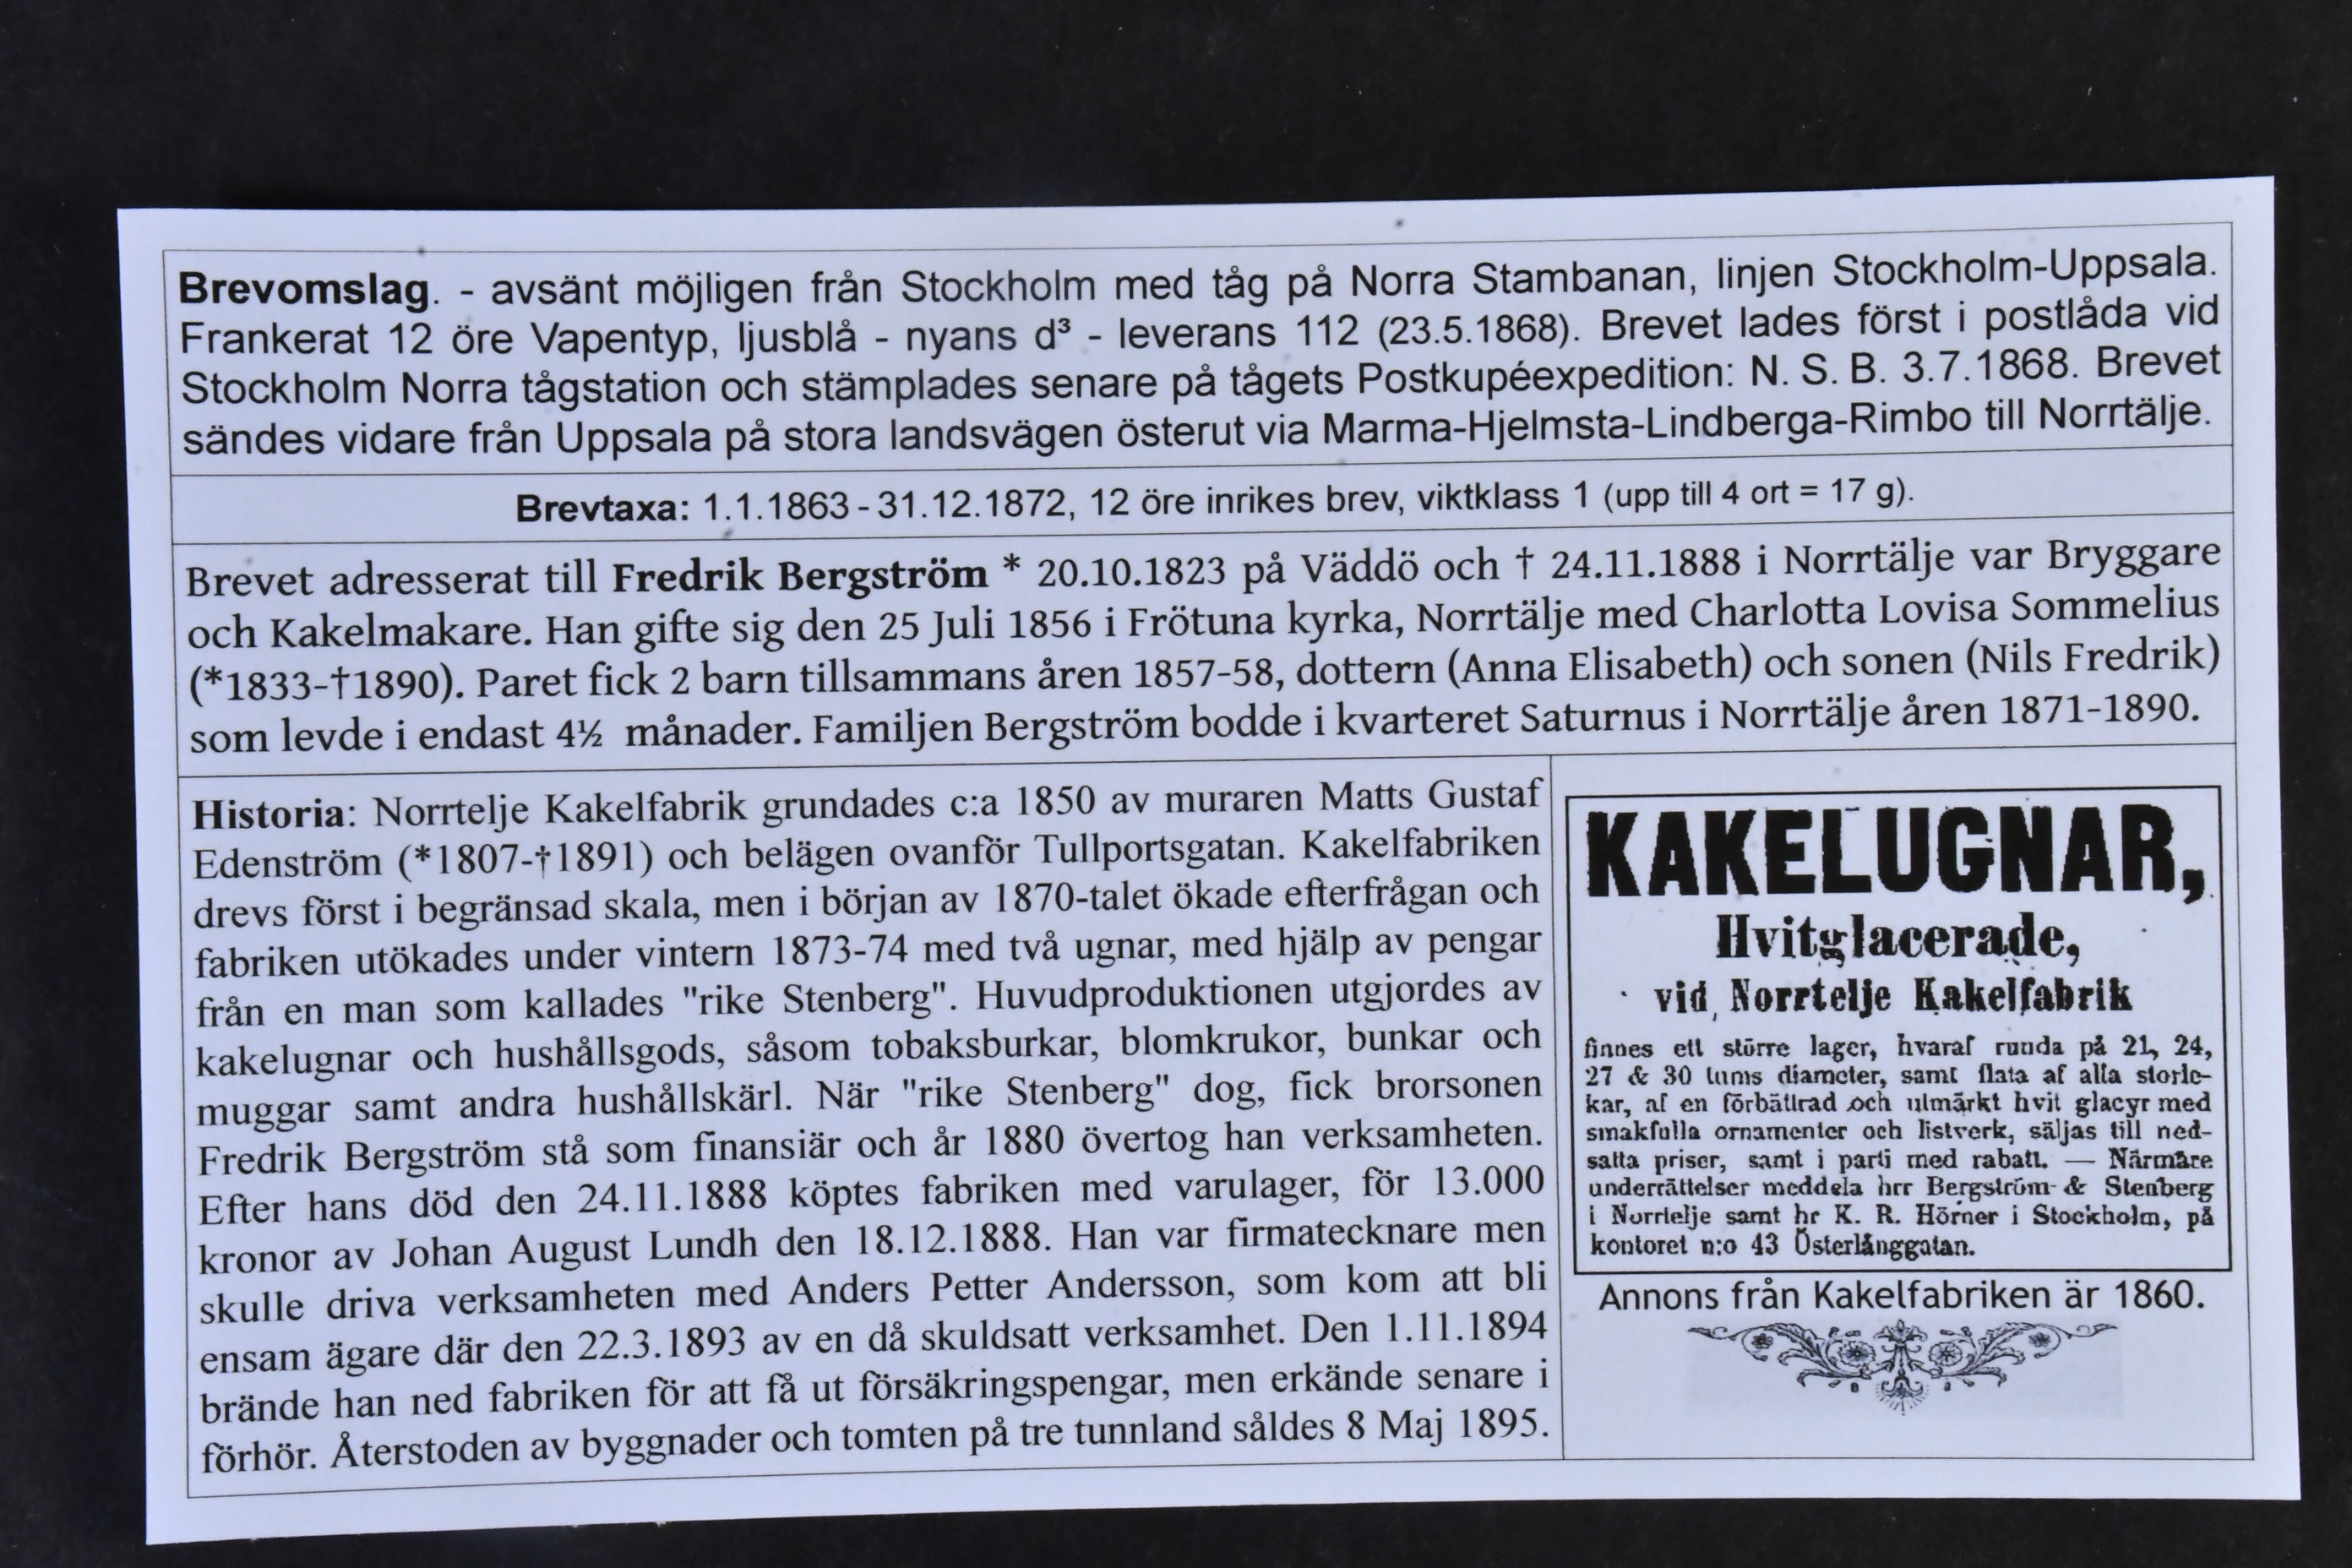 Brevomslag. - avsänt möjligen från Stockholm med tåg på Norra Stambanan, linjen Stockholm-Uppsala.
Frankerat 12 öre Vapentyp, ljusblå - nyans d³ - leverans 112 (23.5.1868). Brevet lades först i postlåda vid
Stockholm Norra tågstation och stämplades senare på tågets Postkupéexpedition: N. S. B. 3.7.1868. Brevet
sändes vidare från Uppsala på stora landsvägen österut via Marma-Hjelmsta-Lindberga-Rimbo till Norrtälje.
Brevtaxa: 1.1.1863 - 31.12.1872, 12 öre inrikes brev, viktklass 1 (upp till 4 ort = 17 g).
Brevet adresserat till Fredrik Bergström * 20.10.1823 på Väddö och † 24.11.1888 i Norrtälje var Bryggare
och Kakelmakare. Han gifte sig den 25 Juli 1856 i Frötuna kyrka, Norrtälje med Charlotta Lovisa Sommelius
(*1833-†1890). Paret fick 2 barn tillsammans åren 1857-58, dottern (Anna Elisabeth) och sonen (Nils Fredrik)
som levde i endast 4½ månader. Familjen Bergström bodde i kvarteret Saturnus i Norrtälje åren 1871-1890.
Historia: Norrtelje Kakelfabrik grundades c:a 1850 av muraren Matts Gustaf
Edenström (*1807-†1891) och belägen ovanför Tullportsgatan. Kakelfabriken
drevs först i begränsad skala, men i början av 1870-talet ökade efterfrågan och
fabriken utökades under vintern 1873-74 med två ugnar, med hjälp av pengar
från en man som kallades "rike Stenberg". Huvudproduktionen utgjordes av
kakelugnar och hushållsgods, såsom tobaksburkar, blomkrukor, bunkar och
muggar samt andra hushållskärl. När "rike Stenberg" dog, fick brorsonen
Fredrik Bergström stå som finansiär och år 1880 övertog han verksamheten.
Efter hans död den 24.11.1888 köptes fabriken med varulager, för 13.000
kronor av Johan August Lundh den 18.12.1888. Han var firmatecknare men
skulle driva verksamheten med Anders Petter Andersson, som kom att bli
ensam ägare där den 22.3.1893 av en då skuldsatt verksamhet. Den 1.11.1894
brände han ned fabriken för att få ut försäkringspengar, men erkände senare i
förhör. Återstoden av byggnader och tomten på tre tunnland såldes 8 Maj 1895.
KAKELUGNAR,
Hvitglacerade,
vid Norrtelje Kakelfabrik
finnes ett större lager, hvaraf runda på 21, 24,
27 & 30 tums diameter, samt flata af alla storle-
kar, af en förbättrad och utmärkt hvit glacyr med
smakfulla ornamenter och listverk, säljas till ned-
satta priser, samt i parti med rabatt. — Närmare
underrättelser meddela hrr Bergström & Stenberg
i Norrtelje samt hr K. R. Hörner i Stockholm, på
kontoret n:o 43 Österlånggatan.
Annons från Kakelfabriken är 1860.